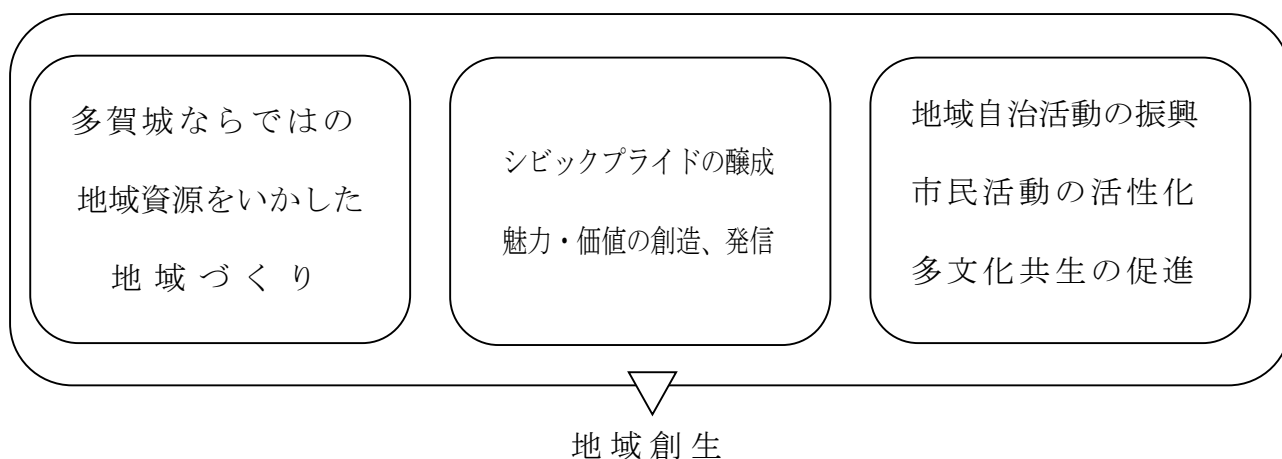 多賀城ならではの
地域資源をいかした
地域づくり
シビックプライドの醸成
魅力・価値の創造、発信
地域自治活動の振興
市民活動の活性化
多文化共生の促進
地域創生